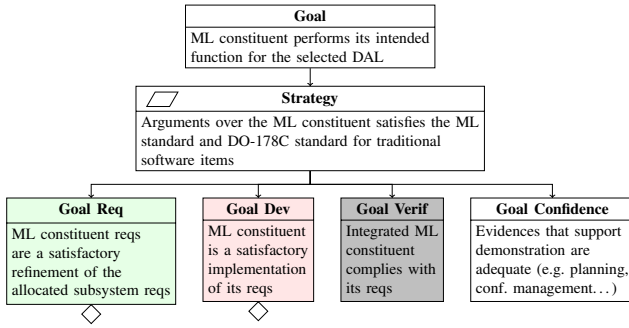 Goal
ML constituent performs its intended
function for the selected DAL
Strategy
Arguments over the ML constituent satisfies the ML
standard and DO-178C standard for traditional
software items
Goal Req
ML constituent reqs
are a satisfactory
refinement of the
allocated subsystem reqs
Goal Dev
ML constituent
is a satisfactory
implementation
of its reqs
Goal Verif
Integrated ML
constituent
complies with
its reqs
Goal Confidence
Evidences that support
demonstration are
adequate (e.g. planning,
conf. management...)